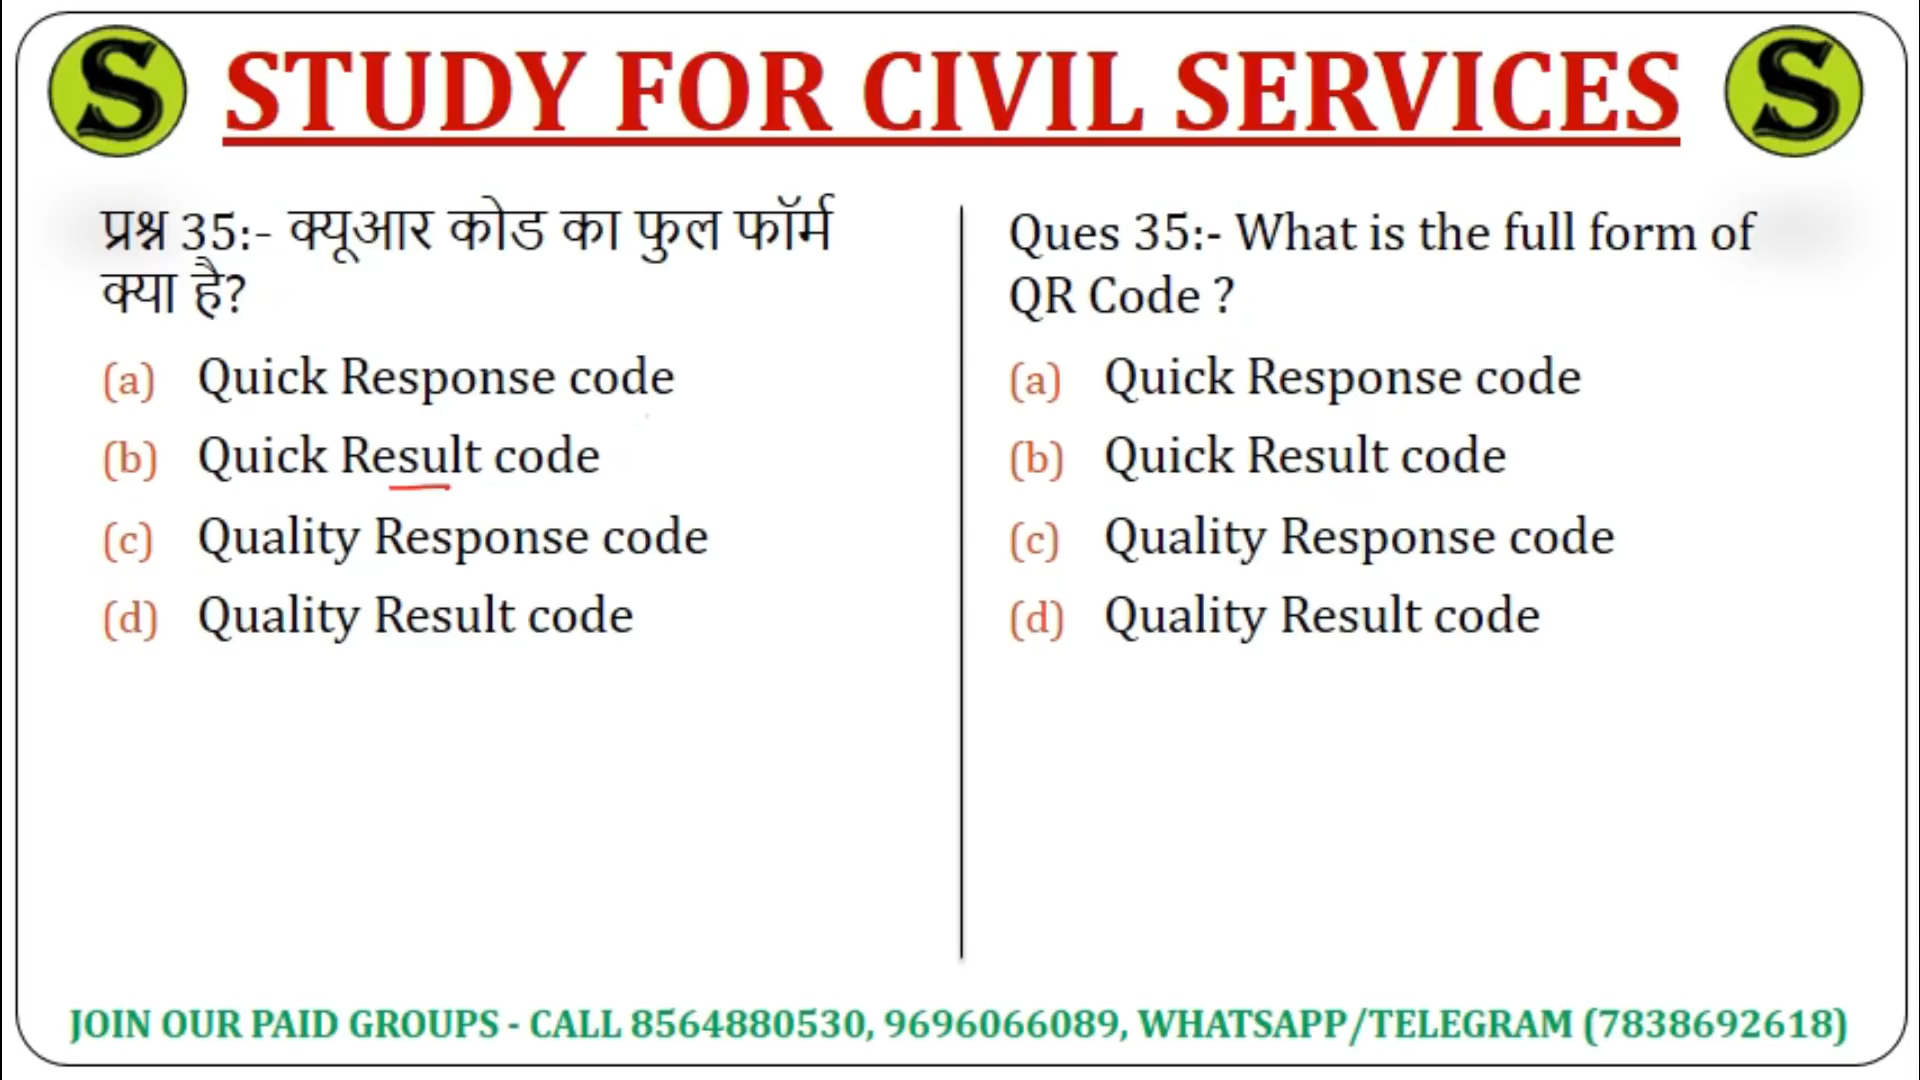 S STUDY FOR CIVIL SERVICES S
प्रश्न 35:- क्यूआर कोड का फुल फॉर्म
क्या है?
(a) Quick Response code
(b) Quick Result code
(c) Quality Response code
(d) Quality Result code
Ques 35:- What is the full form of
QR Code ?
(a) Quick Response code
(b) Quick Result code
(c) Quality Response code
(d) Quality Result code
JOIN OUR PAID GROUPS - CALL 8564880530, 9696066089, WHATSAPP/TELEGRAM (7838692618)